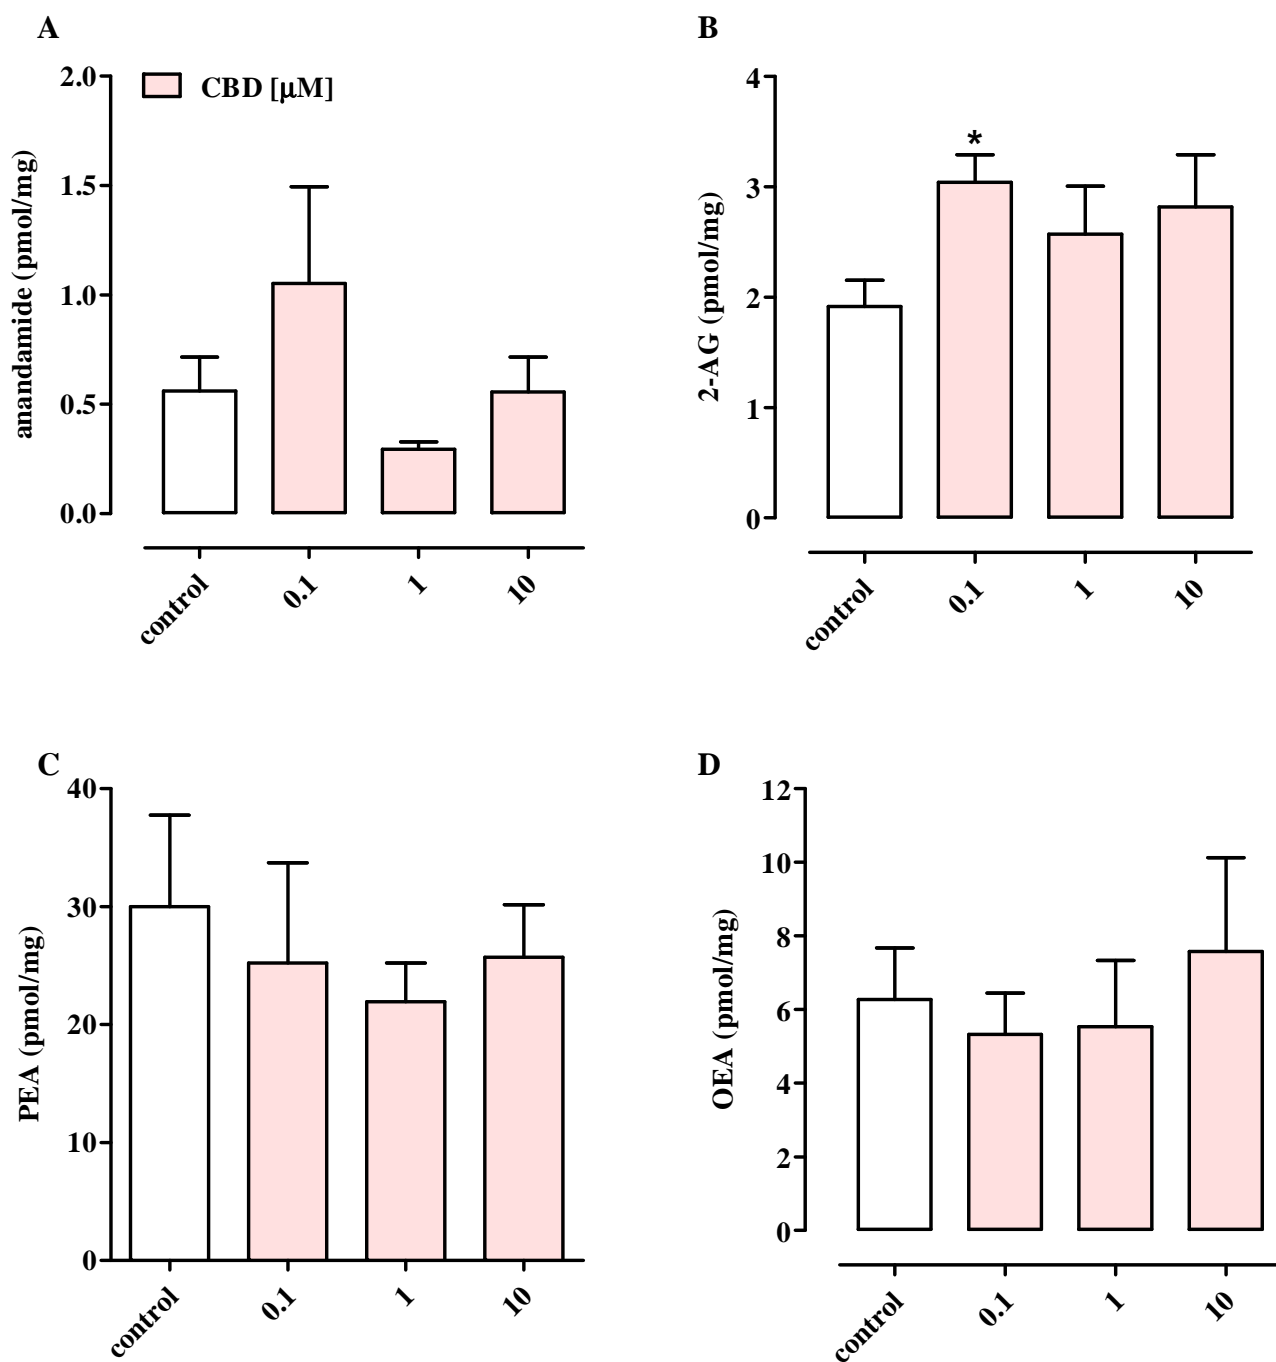 A
CBD [μM]
anandamide (pmol/mg)
2.0
1.5
1.0
0.5
0.0
control
0.1
1
10
B
2-AG (pmol/mg)
4
3
2
1
0
*
control
0.1
1
10
C
PEA (pmol/mg)
40
30
20
10
0
control
0.1
1
10
D
OEA (pmol/mg)
12
10
8
6
4
2
0
control
0.1
1
10